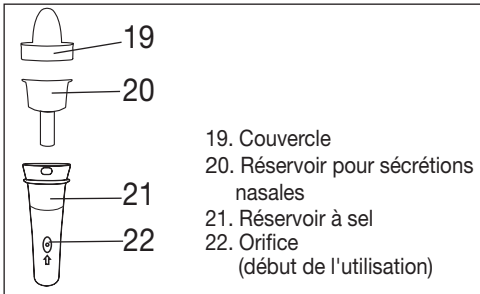 19
20
21
22
19. Couvercle
20. Réservoir pour sécrétions
nasales
21. Réservoir à sel
22. Orifice
(début de l'utilisation)